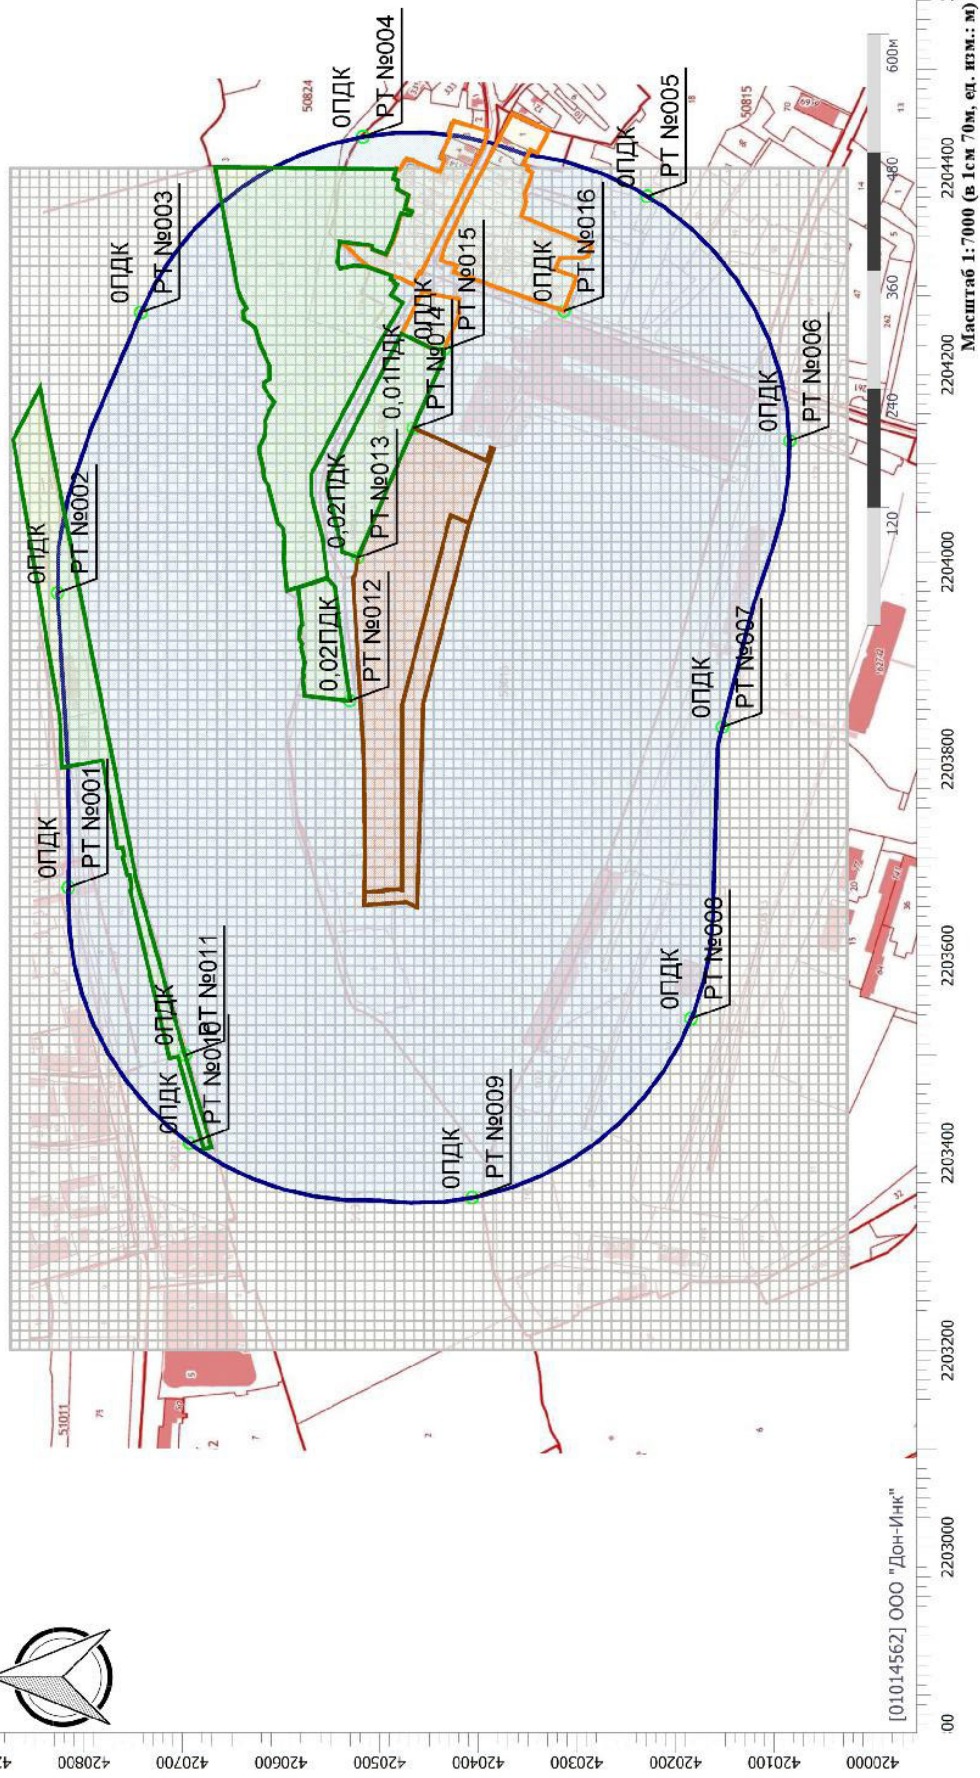 0ПДК
РТ №001
0ПДК
РТ №002
0ПДК
РТ №003
0ПДК
РТ №004
0ПДК
РТ №005
0ПДК
РТ №006
0ПДК
РТ №007
0ПДК
РТ №008
0ПДК
РТ №009
0ПДК
РТ №010
0ПДК
РТ №011
0,02ПДК
РТ №012
0,02ПДК
РТ №013
0,01ПДК
РТ №014
0ПДК
РТ №015
0ПДК
РТ №016
50824
50815
51011
420800
420700
420600
420500
420400
420300
420200
420100
420000
[01014562] ООО "Дон-Инк"
120
240
360
480
600м
00
2203000
2203200
2203400
2203600
2203800
2204000
2204200
2204400
Масштаб 1:7000 (в 1см 70м, ед. изм.: м)